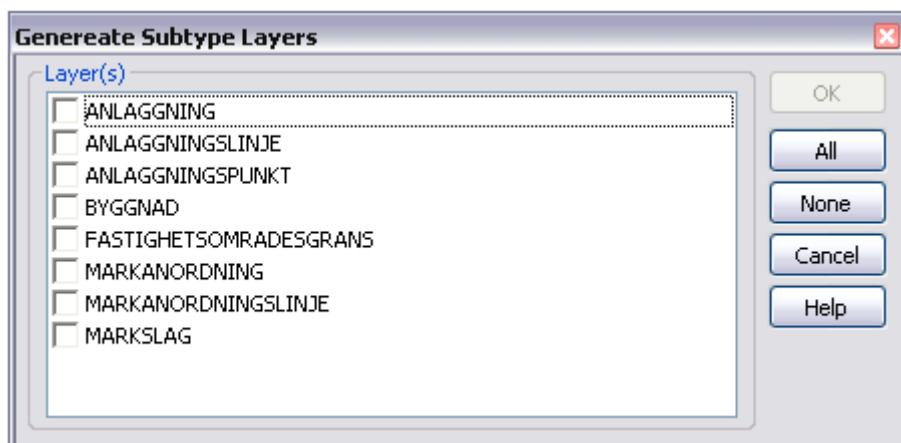 Genereate Subtype Layers
Layer(s)
ANLAGGNING
ANLAGGNINGSLINJE
ANLAGGNINGSPUNKT
BYGGNAD
FASTIGHETSOMRADESGRANS
MARKANORDNING
MARKANORDNINGSLINJE
MARKSLAG
OK
All
None
Cancel
Help